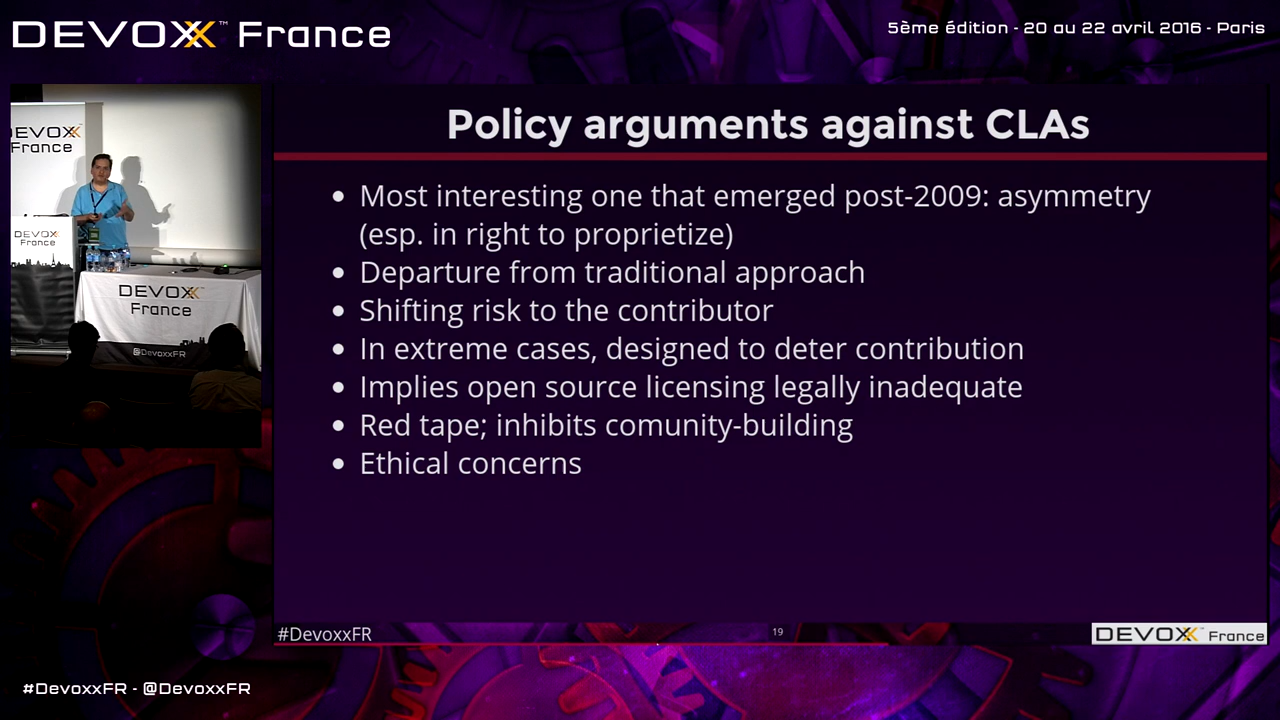 DEVOXX™ France
5ème édition - 20 au 22 avril 2016 - Paris
DEVOXX
France
DEVOXX
France
DEVOXX
France
@DevoxxFR
Policy arguments against CLAs
• Most interesting one that emerged post-2009: asymmetry
(esp. in right to proprietize)
• Departure from traditional approach
• Shifting risk to the contributor
• In extreme cases, designed to deter contribution
• Implies open source licensing legally inadequate
• Red tape; inhibits comunity-building
• Ethical concerns
#DevoxxFR
19
DEVOXX France
#DevoxxFR - @DevoxxFR